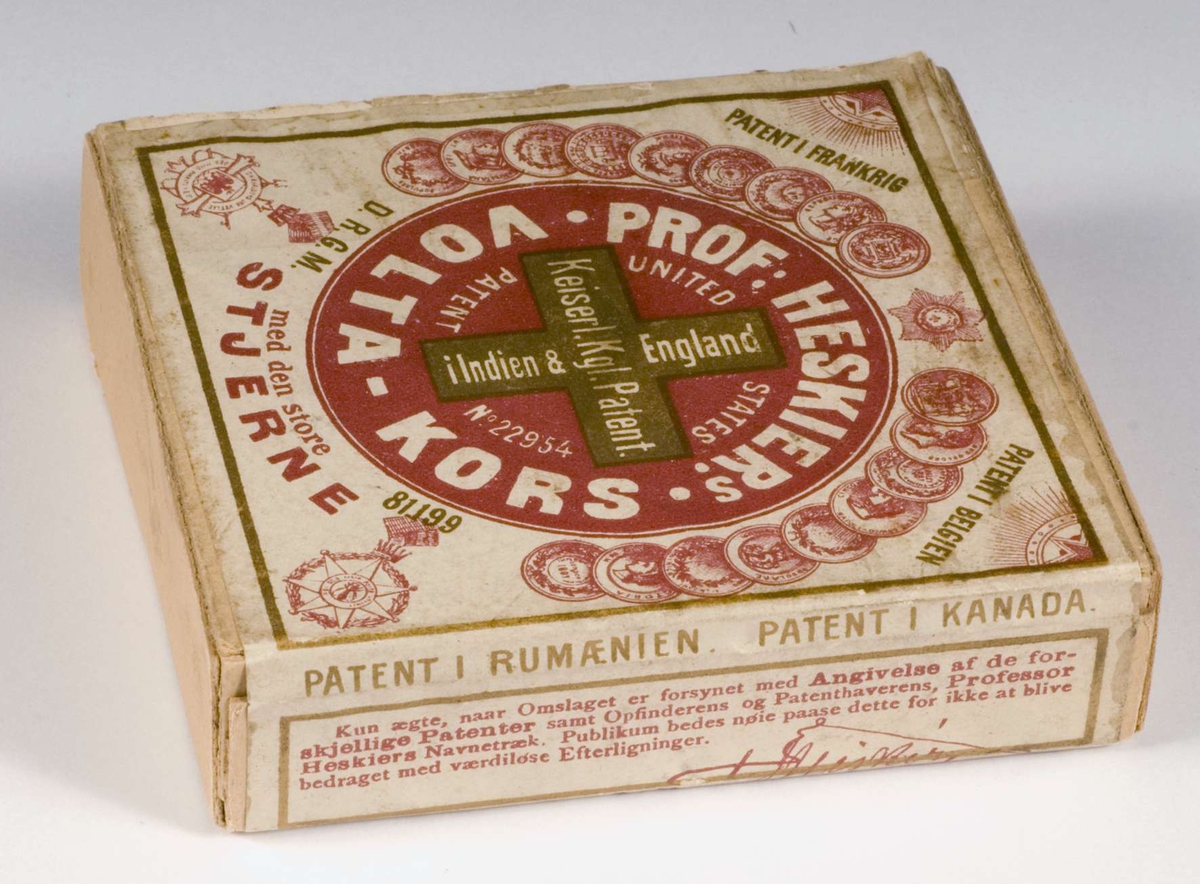 PROF: HESKIERS: VOLTA-KORS
UNITED STATES
PATENT
Nº 22954
Keiserl. Kgl. Patent
i Indien & England
D.R.G.M.
81199
med den store
STJERNE
PATENT I FRANKRIG
PATENT I BELGIEN
PATENT I RUMÆNIEN. PATENT I KANADA.
Kun ægte, naar Omslaget er forsynet med Angivelse af de for-
skjellige Patenter samt Opfinderens og Patenthaverens, Professor
Heskiers Navnetræk. Publikum bedes nøie paase dette for ikke at blive
bedraget med værdiløse Efterligninger.